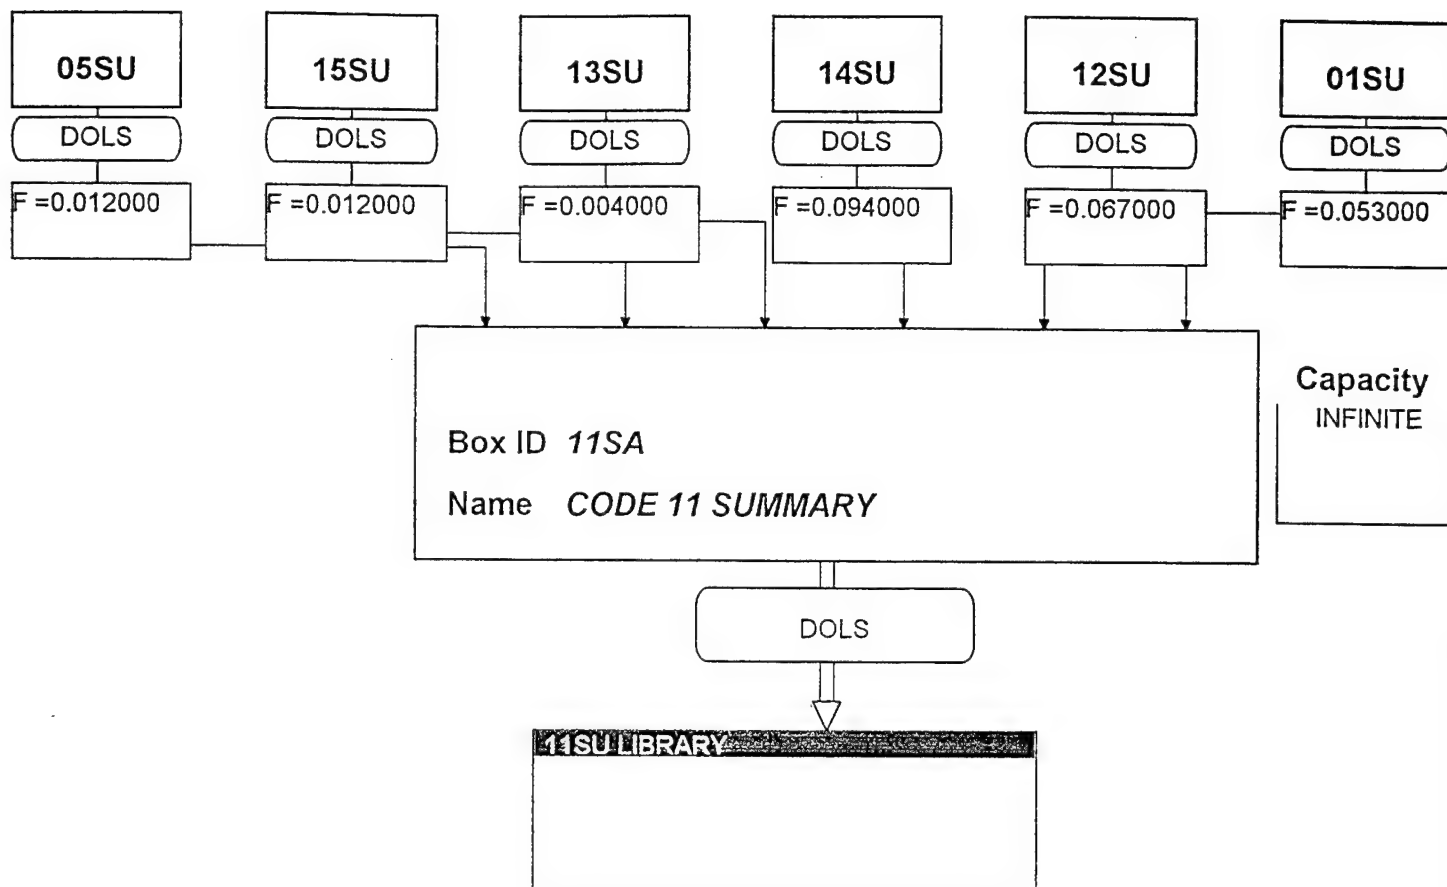 05SU 15SU 13SU 14SU 12SU 01SU
DOLS DOLS DOLS DOLS DOLS DOLS
F =0.012000 F =0.012000 F =0.004000 F =0.094000 F =0.067000 F =0.053000
Capacity
INFINITE
Box ID 11SA
Name CODE 11 SUMMARY
DOLS
11SU LIBRARY